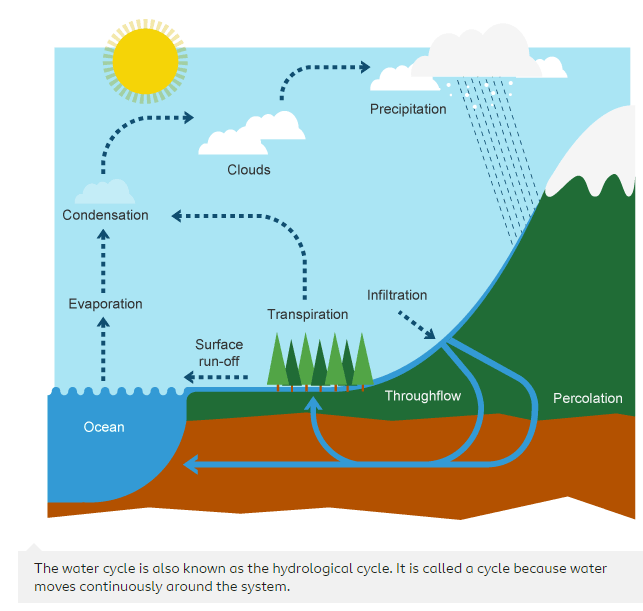 Precipitation
Clouds
Condensation
Infiltration
Evaporation
Transpiration
Surface
run-off
Throughflow
Percolation
Ocean
The water cycle is also known as the hydrological cycle. It is called a cycle because water
moves continuously around the system.